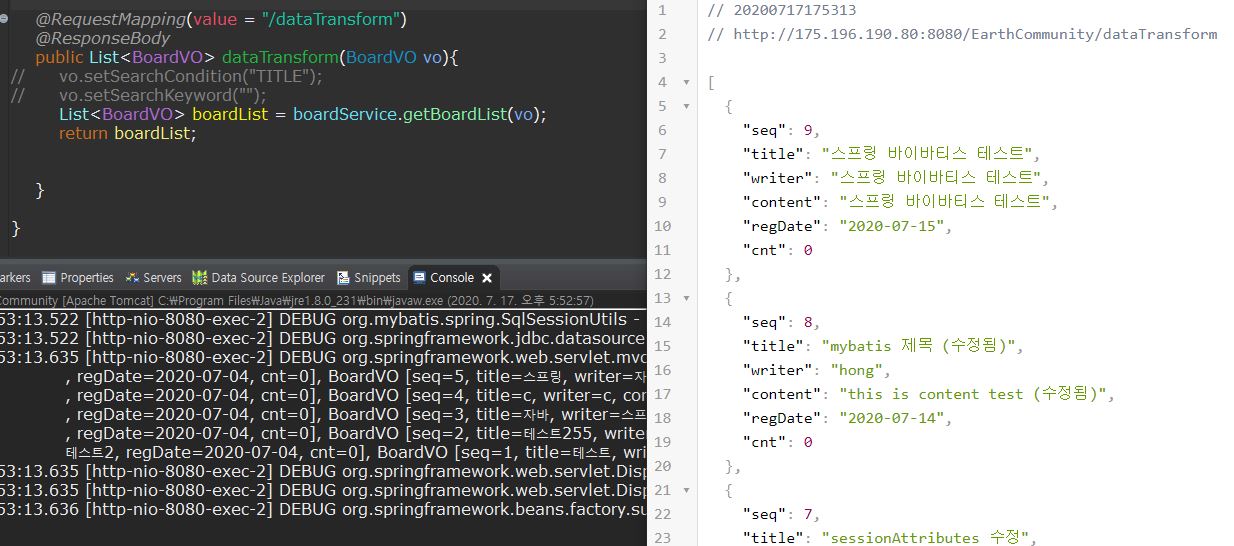 @RequestMapping(value = "/dataTransform")
@ResponseBody
public List<BoardVO> dataTransform(BoardVO vo){
// vo.setSearchCondition("TITLE");
// vo.setSearchKeyword("");
List<BoardVO> boardList = boardService.getBoardList(vo);
return boardList;
}
}
arkers Properties Servers Data Source Explorer Snippets Console
Community [Apache Tomcat] C:₩Program Files₩Java₩jre1.8.0_231₩bin₩javaw.exe (2020. 7. 17. 오후 5:52:57)
53:13.522 [http-nio-8080-exec-2] DEBUG org.mybatis.spring.SqlSessionUtils -
53:13.522 [http-nio-8080-exec-2] DEBUG org.springframework.jdbc.datasource
53:13.635 [http-nio-8080-exec-2] DEBUG org.springframework.web.servlet.mvc
, regDate=2020-07-04, cnt=0], BoardVO [seq=5, title=스프링, writer=자
, regDate=2020-07-04, cnt=0], BoardVO [seq=4, title=c, writer=c, cor
, regDate=2020-07-04, cnt=0], BoardVO [seq=3, title=자바, writer=스프
, regDate=2020-07-04, cnt=0], BoardVO [seq=2, title=테스트255, write
테스트2, regDate=2020-07-04, cnt=0], BoardVO [seq=1, title=테스트, writ
53:13.635 [http-nio-8080-exec-2] DEBUG org.springframework.web.servlet.Disp
53:13.635 [http-nio-8080-exec-2] DEBUG org.springframework.web.servlet.Disp
53:13.636 [http-nio-8080-exec-2] DEBUG org.springframework.beans.factory.su
1 // 20200717175313
2 // http://175.196.190.80:8080/EarthCommunity/dataTransform
3
4 [
5 {
6 "seq": 9,
7 "title": "스프링 바이바티스 테스트",
8 "writer": "스프링 바이바티스 테스트",
9 "content": "스프링 바이바티스 테스트",
10 "regDate": "2020-07-15",
11 "cnt": 0
12 },
13 {
14 "seq": 8,
15 "title": "mybatis 제목 (수정됨)",
16 "writer": "hong",
17 "content": "this is content test (수정됨)",
18 "regDate": "2020-07-14",
19 "cnt": 0
20 },
21 {
22 "seq": 7,
23 "title": "sessionAttributes 수정",